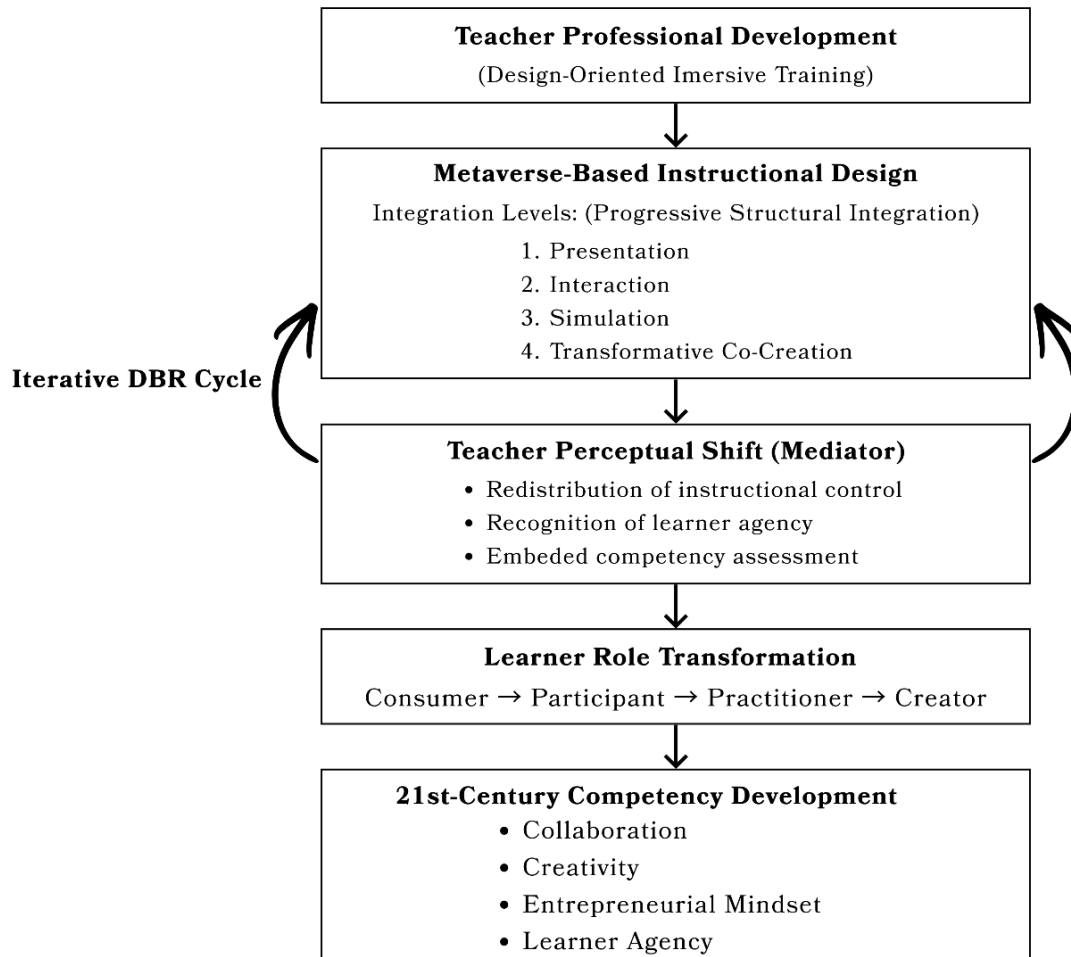 Teacher Professional Development
(Design-Oriented Imersive Training)
Metaverse-Based Instructional Design
Integration Levels: (Progressive Structural Integration)
1. Presentation
2. Interaction
3. Simulation
4. Transformative Co-Creation
Iterative DBR Cycle
Teacher Perceptual Shift (Mediator)
• Redistribution of instructional control
• Recognition of learner agency
• Embeded competency assessment
Learner Role Transformation
Consumer → Participant → Practitioner → Creator
21st-Century Competency Development
• Collaboration
• Creativity
• Entrepreneurial Mindset
• Learner Agency